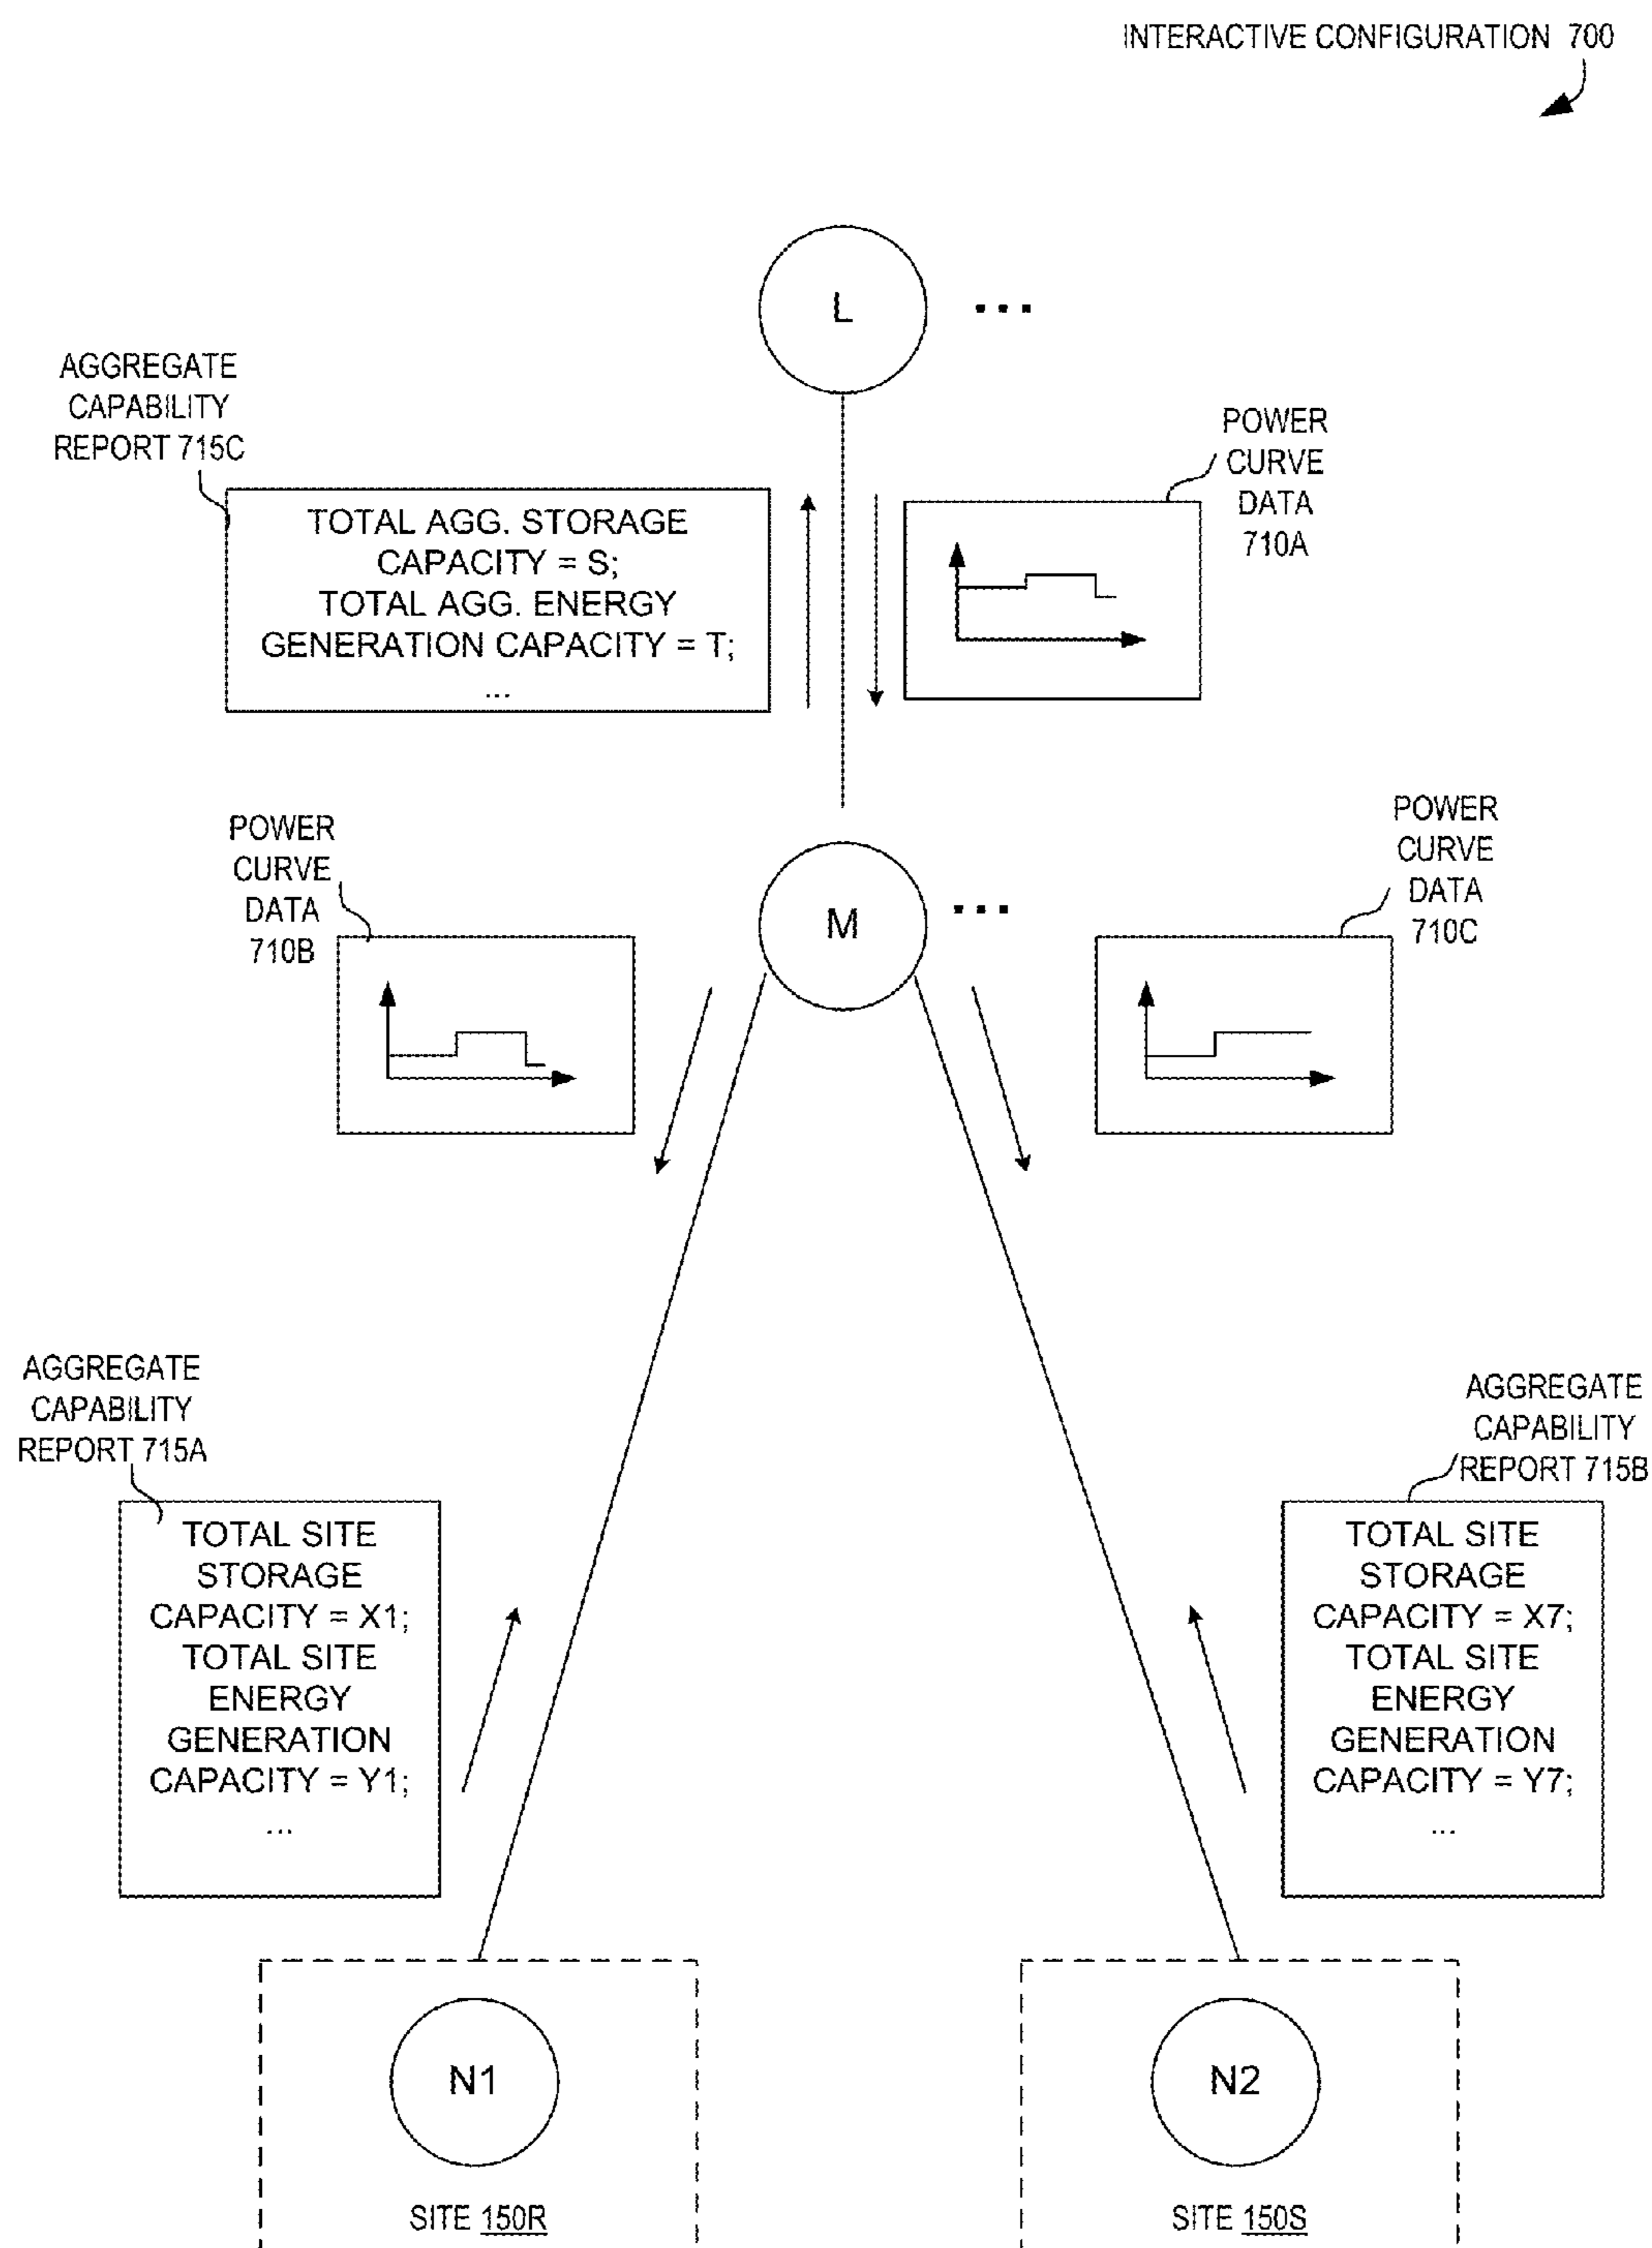 INTERACTIVE CONFIGURATION 700
L
...
AGGREGATE
CAPABILITY
REPORT 715C
POWER
CURVE
DATA
710A
TOTAL AGG. STORAGE
CAPACITY = S;
TOTAL AGG. ENERGY
GENERATION CAPACITY = T;
...
POWER
CURVE
DATA
710B
M
...
POWER
CURVE
DATA
710C
AGGREGATE
CAPABILITY
REPORT 715A
TOTAL SITE
STORAGE
CAPACITY = X1;
TOTAL SITE
ENERGY
GENERATION
CAPACITY = Y1;
...
AGGREGATE
CAPABILITY
REPORT 715B
TOTAL SITE
STORAGE
CAPACITY = X7;
TOTAL SITE
ENERGY
GENERATION
CAPACITY = Y7;
...
N1
SITE 150R
N2
SITE 150S